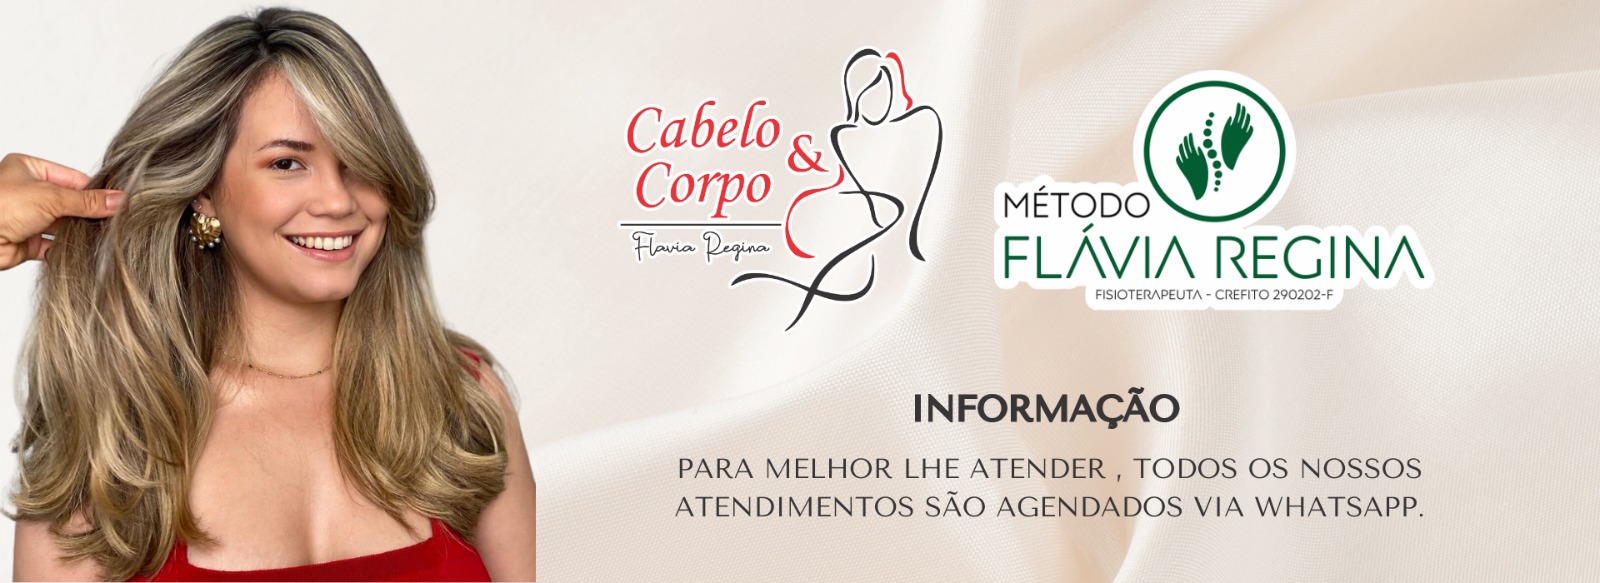 Cabelo
&
Corpo
Flavia Regina
MÉTODO
FLÁVIA REGINA
FISIOTERAPEUTA - CREFITO 290202-F
INFORMAÇÃO
PARA MELHOR LHE ATENDER , TODOS OS NOSSOS
ATENDIMENTOS SÃO AGENDADOS VIA WHATSAPP.